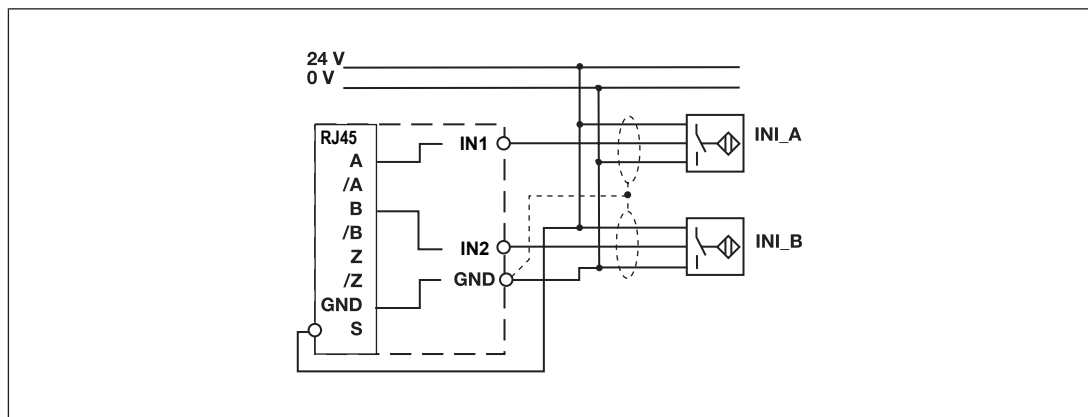 24 V
0 V
RJ45
A
/A
B
/B
Z
/Z
GND
S
IN1
IN2
GND
INI_A
INI_B